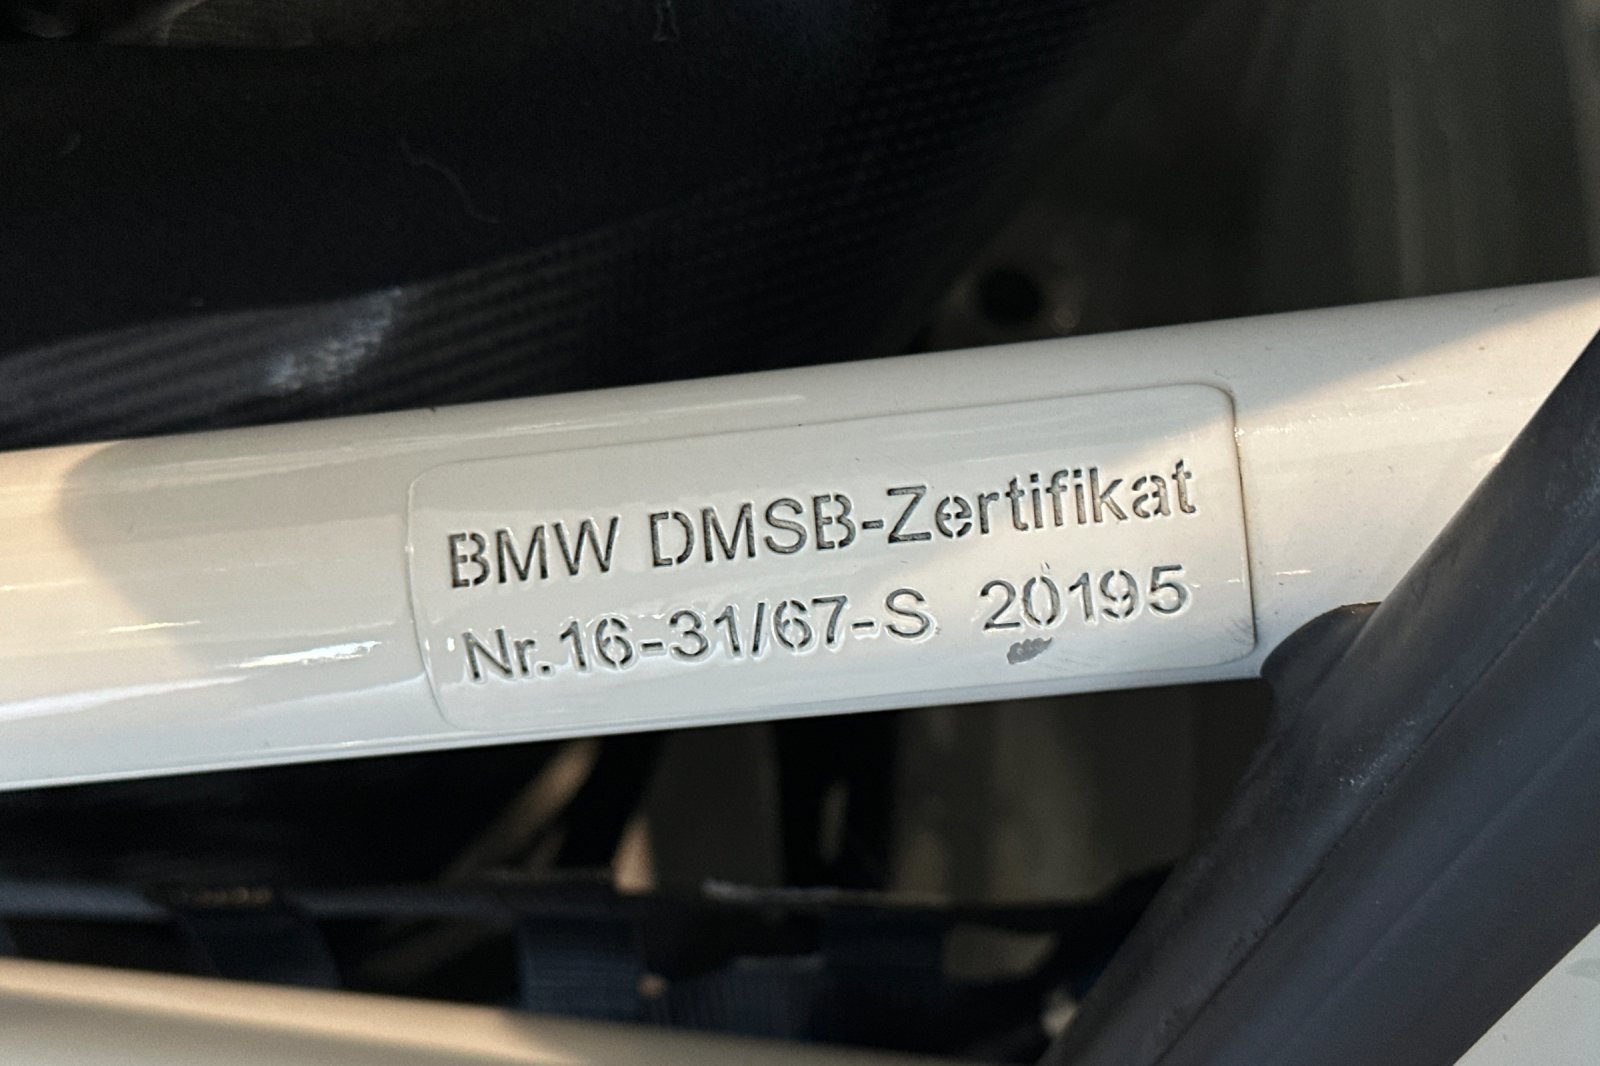 BMW DMSB-Zertifikat
Nr.16-31/67-S 20195